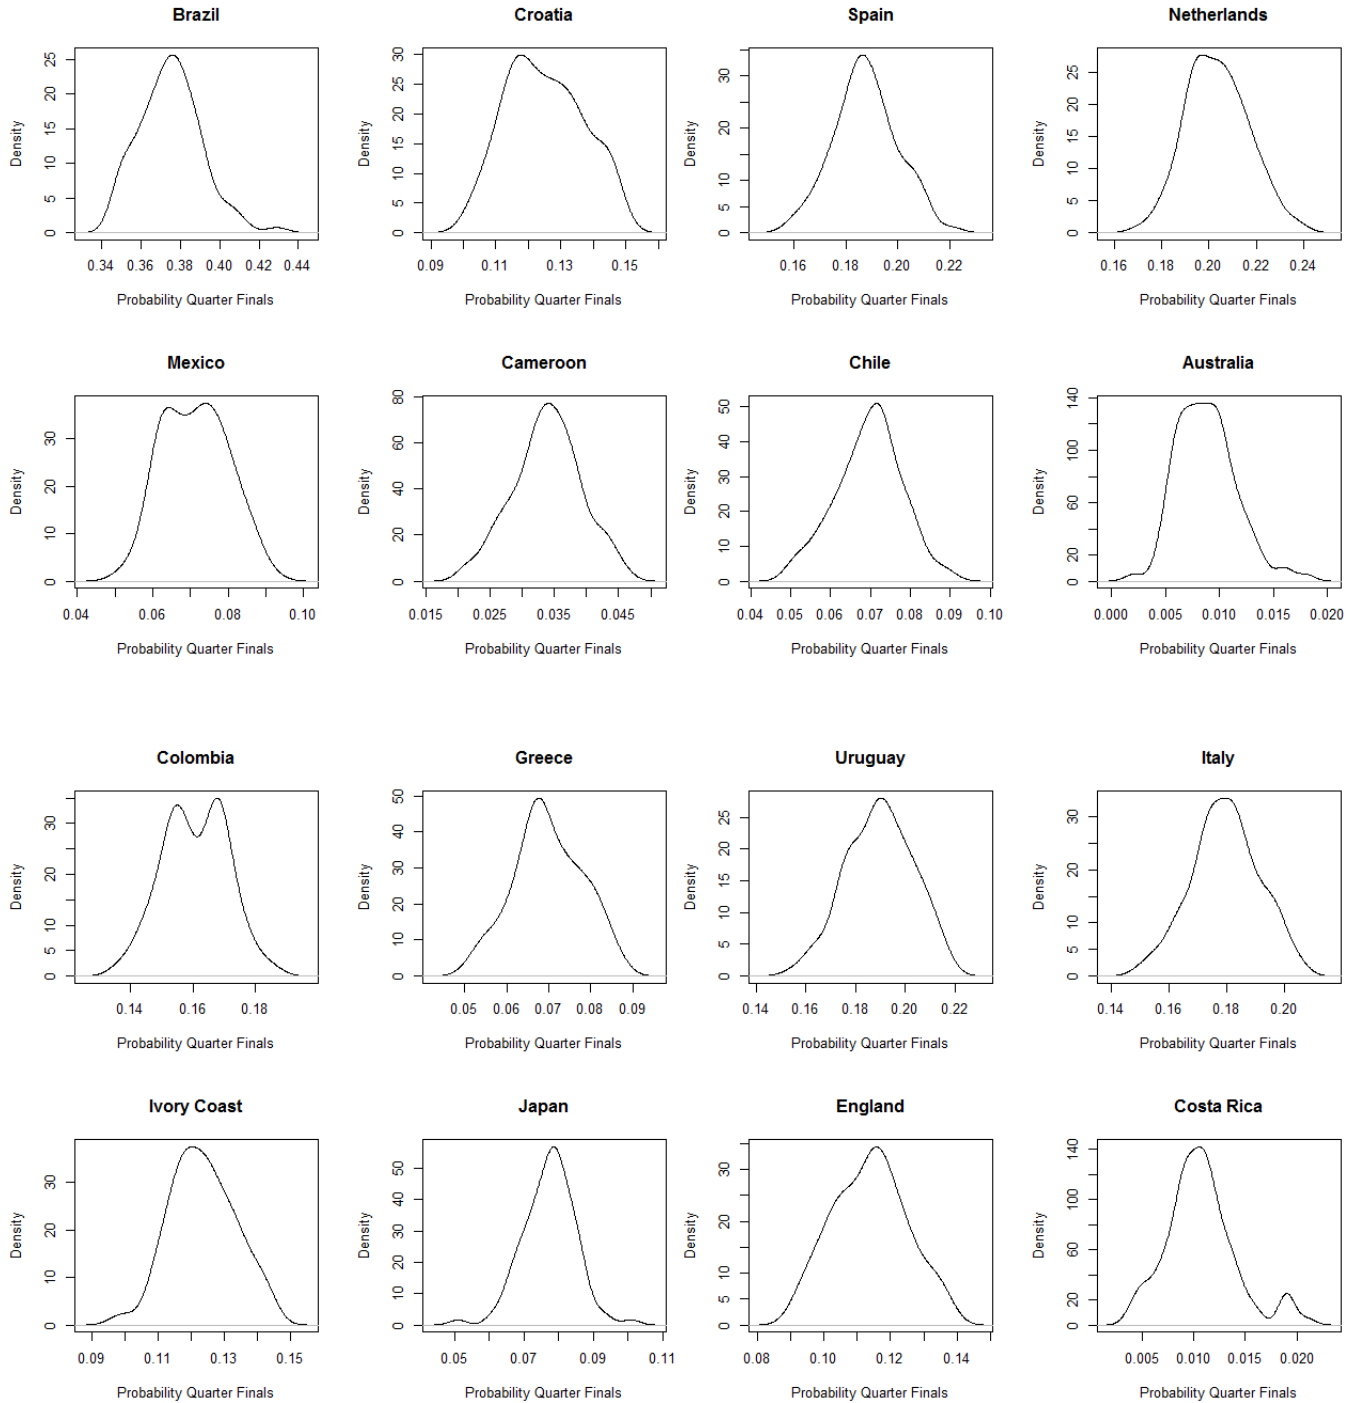 Brazil
Density
0 5 10 15 20 25
0.34 0.36 0.38 0.40 0.42 0.44
Probability Quarter Finals
Croatia
Density
0 5 10 15 20 25 30
0.09 0.11 0.13 0.15
Probability Quarter Finals
Spain
Density
0 5 10 20 30
0.16 0.18 0.20 0.22
Probability Quarter Finals
Netherlands
Density
0 5 10 15 25
0.16 0.18 0.20 0.22 0.24
Probability Quarter Finals
Mexico
Density
0 10 20 30
0.04 0.06 0.08 0.10
Probability Quarter Finals
Cameroon
Density
0 20 40 60 80
0.015 0.025 0.035 0.045
Probability Quarter Finals
Chile
Density
0 10 20 30 40 50
0.04 0.05 0.06 0.07 0.08 0.09 0.10
Probability Quarter Finals
Australia
Density
0 20 60 100 140
0.000 0.005 0.010 0.015 0.020
Probability Quarter Finals
Colombia
Density
0 5 10 20 30
0.14 0.16 0.18
Probability Quarter Finals
Greece
Density
0 10 20 30 40 50
0.05 0.06 0.07 0.08 0.09
Probability Quarter Finals
Uruguay
Density
0 5 10 15 20 25
0.14 0.16 0.18 0.20 0.22
Probability Quarter Finals
Italy
Density
0 5 10 20 30
0.14 0.16 0.18 0.20
Probability Quarter Finals
Ivory Coast
Density
0 10 20 30
0.09 0.11 0.13 0.15
Probability Quarter Finals
Japan
Density
0 10 20 30 40 50
0.05 0.07 0.09 0.11
Probability Quarter Finals
England
Density
0 5 10 20 30
0.08 0.10 0.12 0.14
Probability Quarter Finals
Costa Rica
Density
0 20 60 100 140
0.005 0.010 0.015 0.020
Probability Quarter Finals